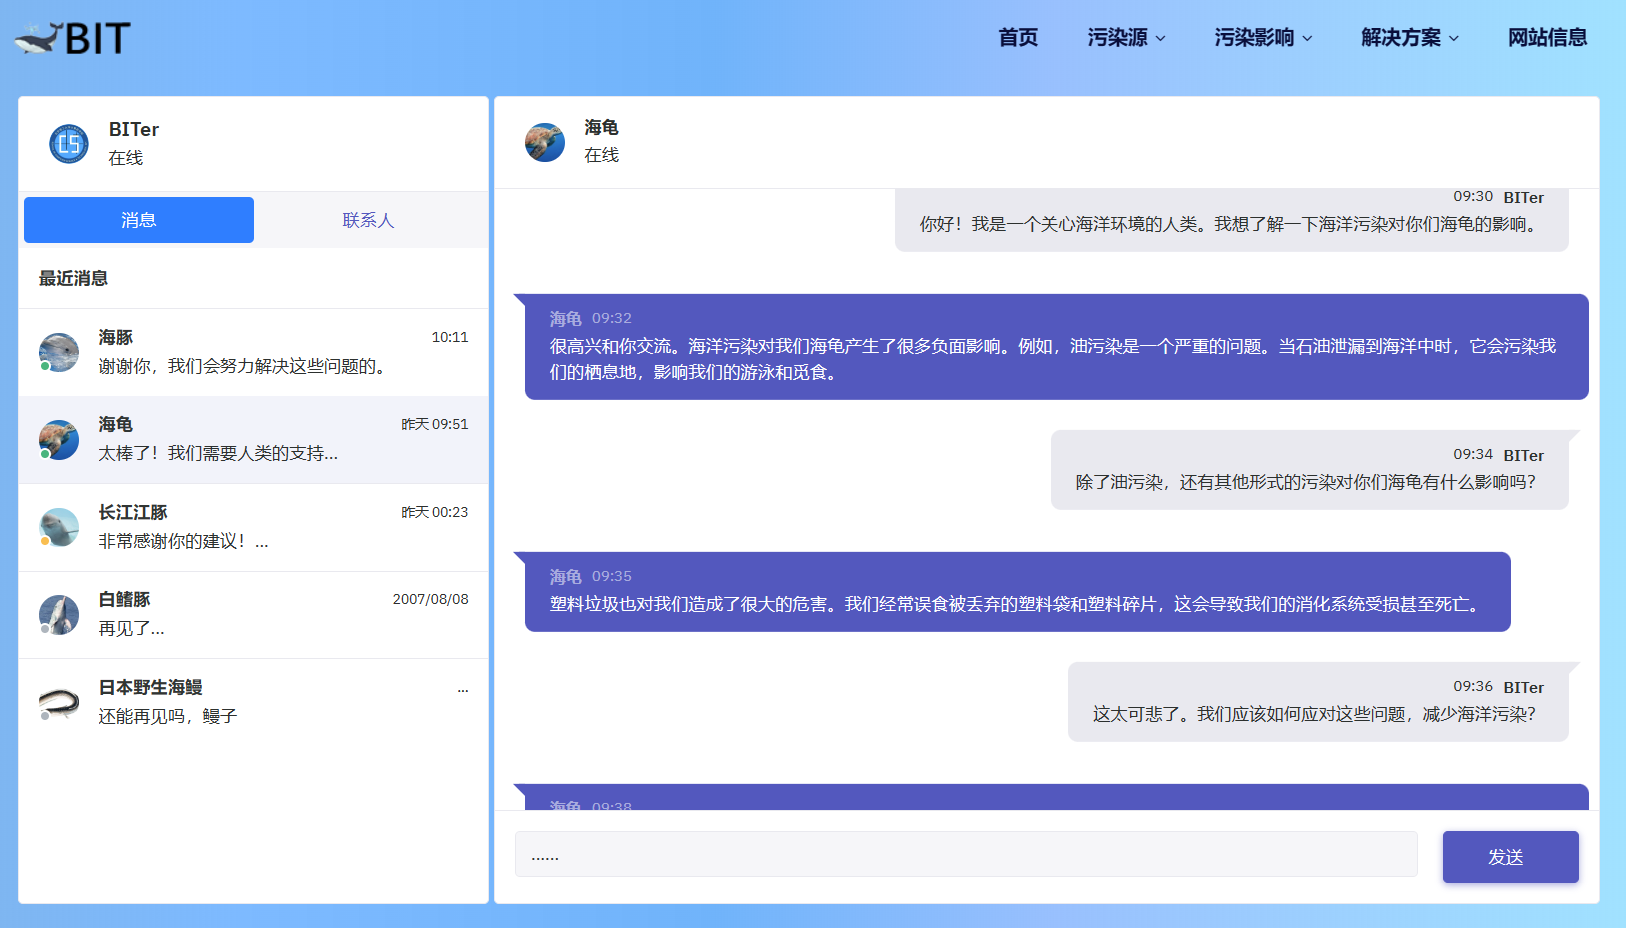 BIT
首页
污染源
污染影响
解决方案
网站信息
BITer
在线
消息
联系人
最近消息
海豚
10:11
谢谢你，我们会努力解决这些问题的。
海龟
昨天 09:51
太棒了！我们需要人类的支持...
长江江豚
昨天 00:23
非常感谢你的建议！...
白鳍豚
2007/08/08
再见了...
日本野生海鳗
...
还能再见吗，鳗子
海龟
在线
09:30 BITer
你好！我是一个关心海洋环境的人类。我想了解一下海洋污染对你们海龟的影响。
海龟 09:32
很高兴和你交流。海洋污染对我们海龟产生了很多负面影响。例如，油污染是一个严重的问题。当石油泄漏到海洋中时，它会污染我
们的栖息地，影响我们的游泳和觅食。
09:34 BITer
除了油污染，还有其他形式的污染对你们海龟有什么影响吗？
海龟 09:35
塑料垃圾也对我们造成了很大的危害。我们经常误食被丢弃的塑料袋和塑料碎片，这会导致我们的消化系统受损甚至死亡。
09:36 BITer
这太可悲了。我们应该如何应对这些问题，减少海洋污染？
海龟 09:38
......
发送